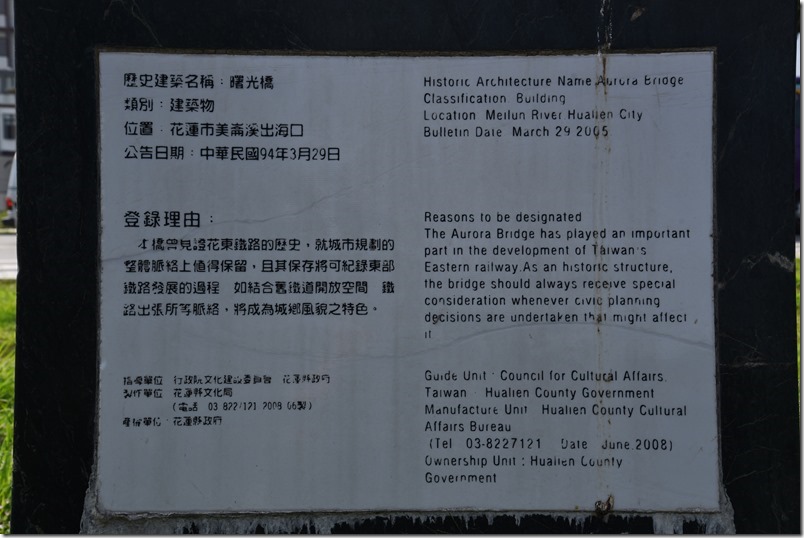 歷史建築名稱：曙光橋
類別：建築物
位置：花蓮市美崙溪出海口
公告日期：中華民國94年3月29日
登錄理由：
本橋曾見證花東鐵路的歷史，就城市規劃的
整體脈絡上值得保留，且其保存將可紀錄東部
鐵路發展的過程 如結合舊鐵道開放空間 鐵
路出張所等脈絡，將成為城鄉風貌之特色。
指導單位 行政院文化建設委員會 花蓮縣政府
製作單位 花蓮縣文化局
(電話 03-8227121 2008 06製)
產權單位：花蓮縣政府
Historic Architecture Name Aurora Bridge
Classification Building
Location Meilun River Hualien City
Bulletin Date March 29 2005
Reasons to be designated
The Aurora Bridge has played an important
part in the development of Taiwan's
Eastern railway.As an historic structure,
the bridge should always receive special
consideration whenever civic planning
decisions are undertaken that might affect
it
Guide Unit : Council for Cultural Affairs,
Taiwan : Hualien County Government
Manufacture Unit Hualien County Cultural
Affairs Bureau
(Tel 03-8227121 Date June,2008)
Ownership Unit : Hualien County
Government